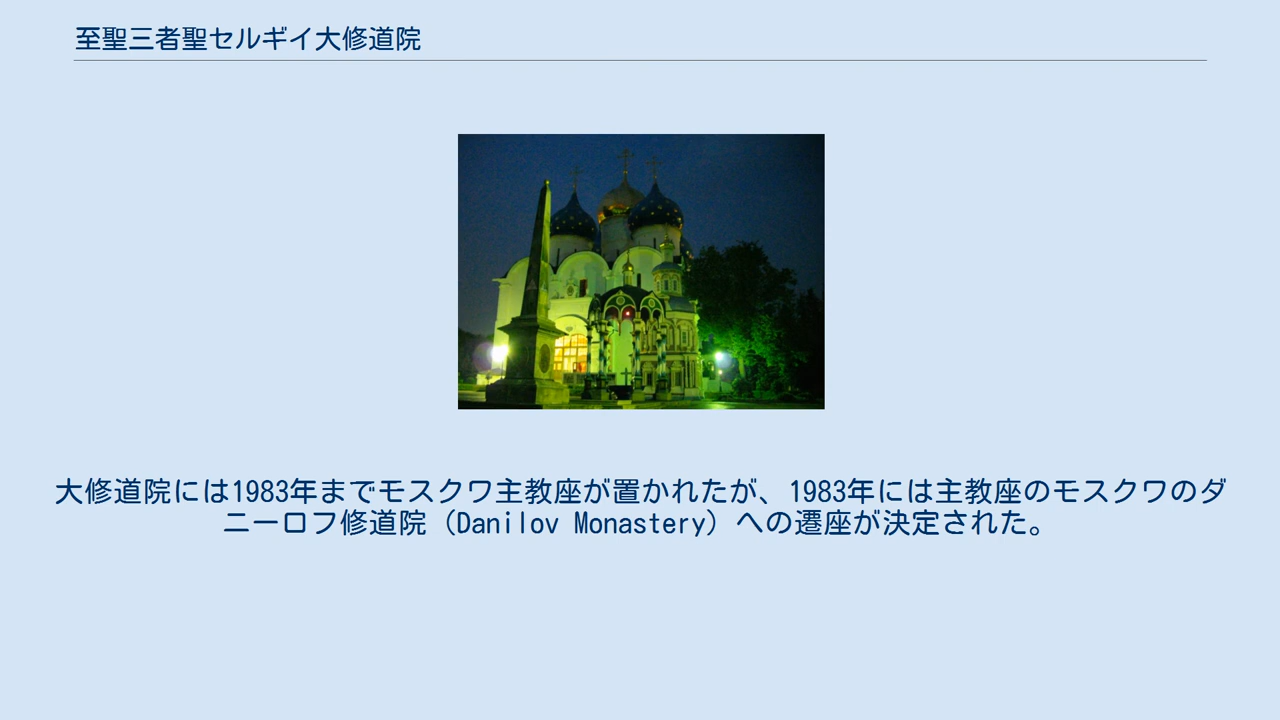 至聖三者聖セルギイ大修道院
大修道院には1983年までモスクワ主教座が置かれたが、1983年には主教座のモスクワのダ
ニーロフ修道院（Danilov Monastery）への遷座が決定された。